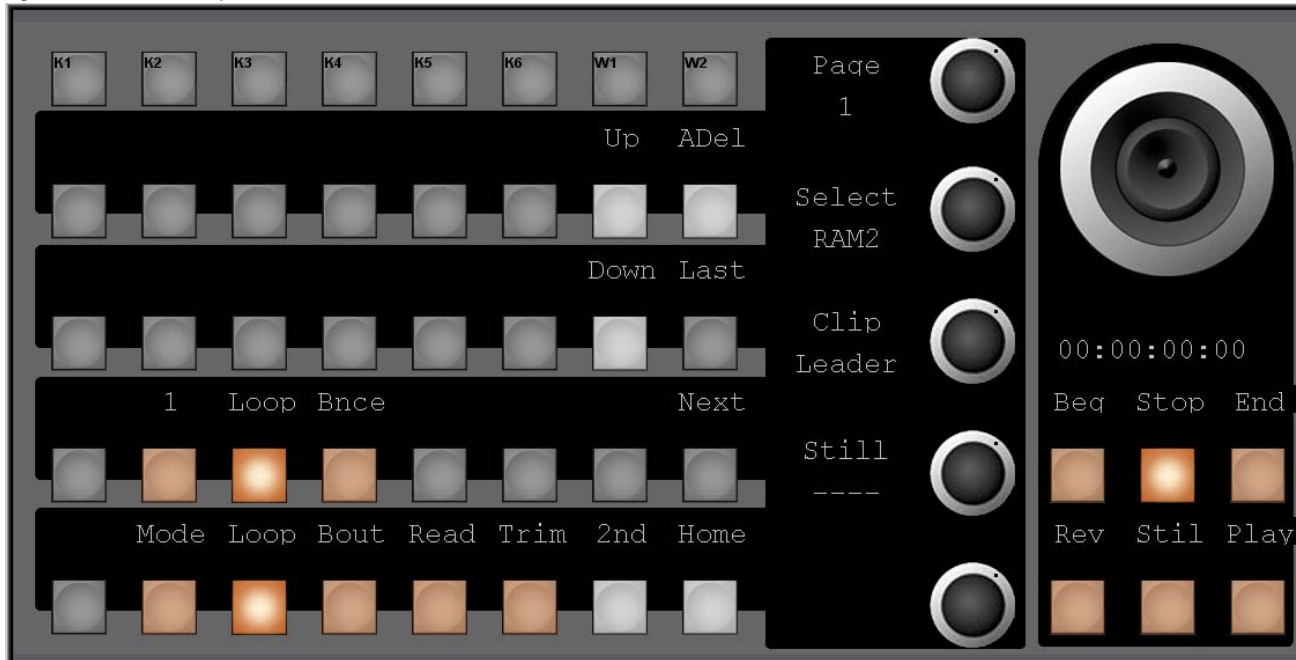 K1 K2 K3 K4 K5 K6 W1 W2
Up ADel
Down Last
1 Loop Bnce Next
Mode Loop Bout Read Trim 2nd Home
Page
1
Select
RAM2
Clip
Leader
Still
----
00:00:00:00
Beg Stop End
Rev Stil Play